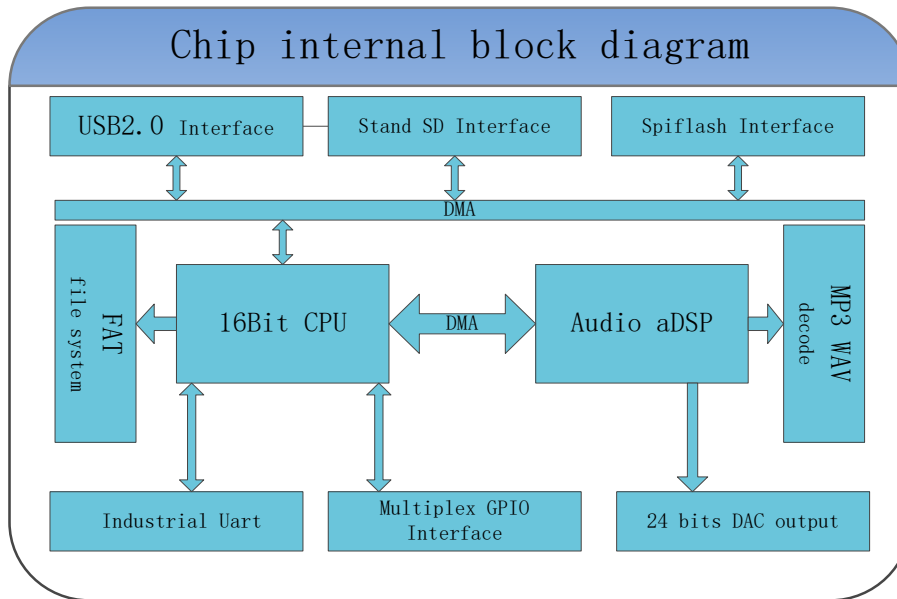 Chip internal block diagram
USB2.0 Interface
Stand SD Interface
Spiflash Interface
DMA
FAT
file system
16Bit CPU
DMA
Audio aDSP
MP3 WAV
decode
Industrial Uart
Multiplex GPIO
Interface
24 bits DAC output